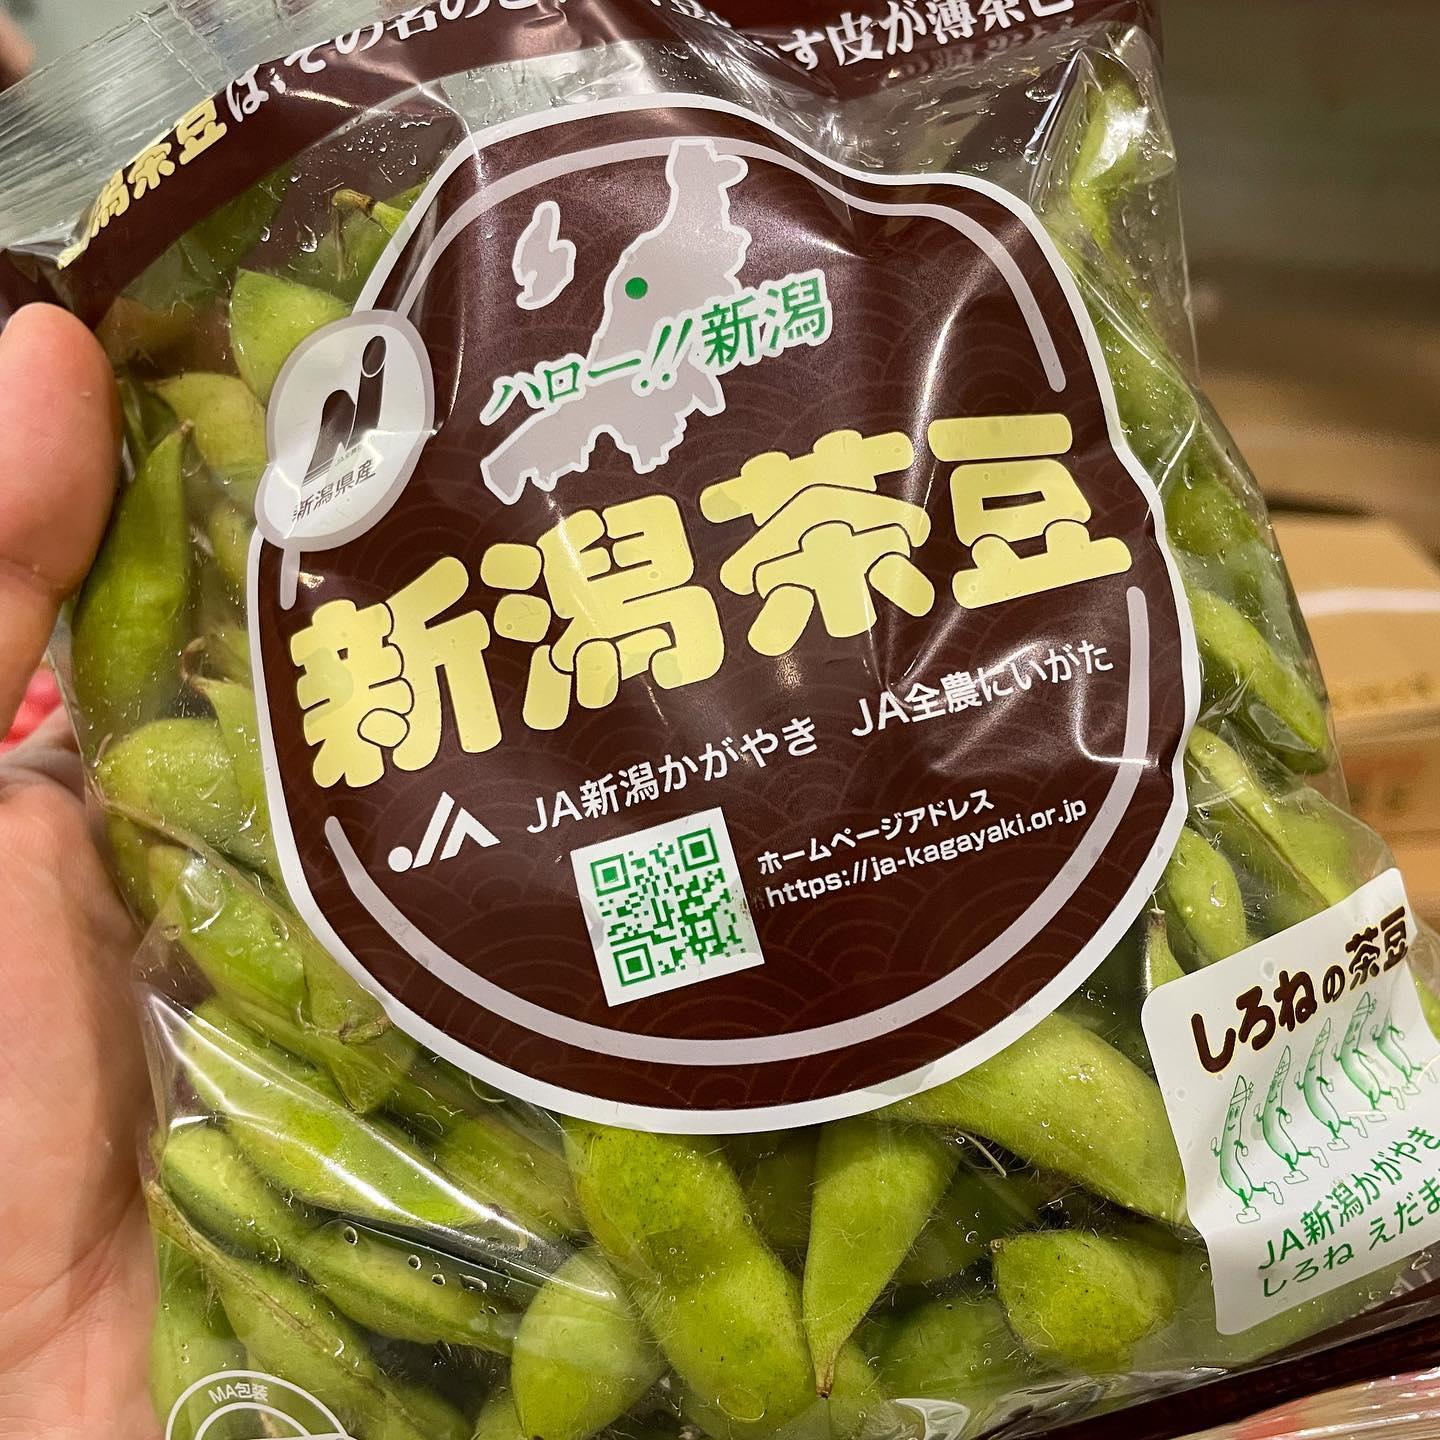 潟茶豆は、その名の
す皮が薄茶色
ハロー!!新潟
新潟県産
新潟茶豆
JA新潟かがやき JA全農にいがた
JA
ホームページアドレス
https://ja-kagayaki.or.jp
しろねの茶豆
JA新潟かがやき
しろね えだま
MA包装